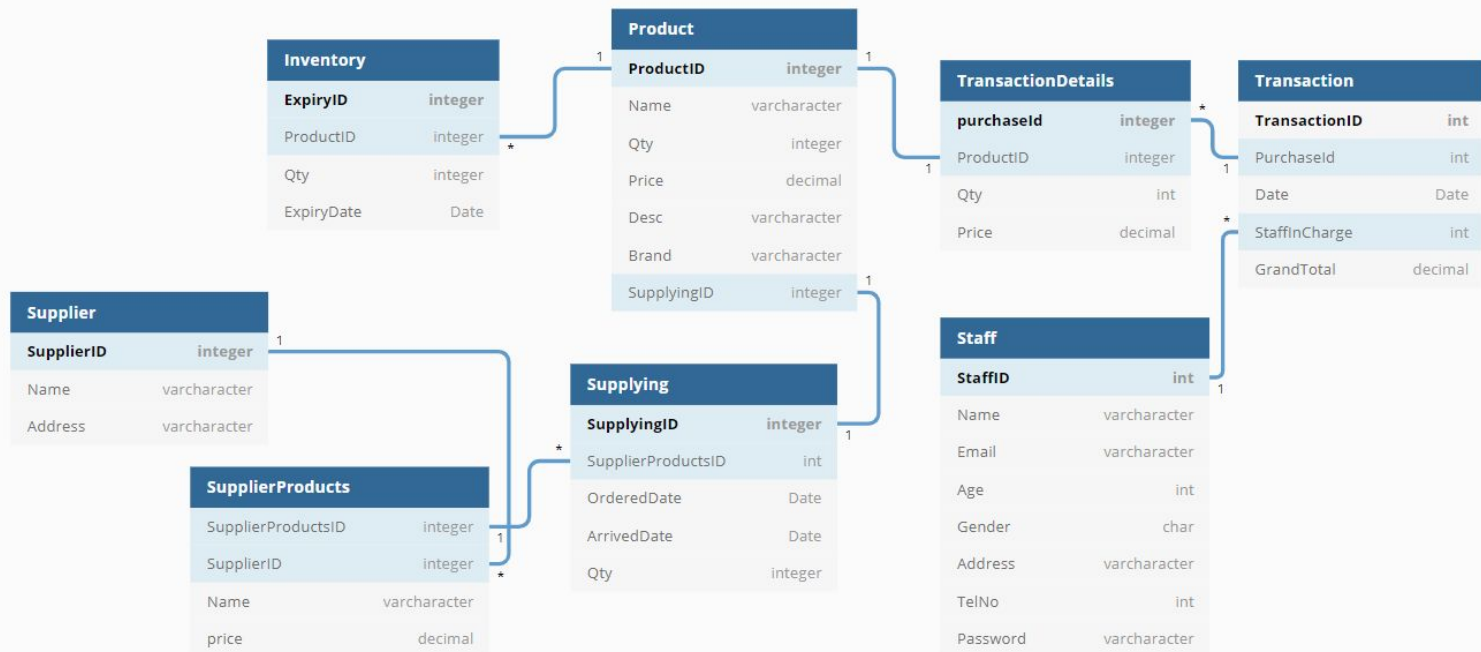 Inventory
ExpiryID integer
ProductID integer
Qty integer
ExpiryDate Date
1
*
Product
ProductID integer
Name varcharacter
Qty integer
Price decimal
Desc varcharacter
Brand varcharacter
SupplyingID integer
1
1
1
TransactionDetails
purchaseId integer
ProductID integer
Qty int
Price decimal
*
1
Transaction
TransactionID int
PurchaseId int
Date Date
StaffInCharge int
GrandTotal decimal
*
Supplier
SupplierID integer
Name varcharacter
Address varcharacter
1
SupplierProducts
SupplierProductsID integer
SupplierID integer
Name varcharacter
price decimal
1
*
Supplying
SupplyingID integer
SupplierProductsID int
OrderedDate Date
ArrivedDate Date
Qty integer
*
1
Staff
StaffID int
Name varcharacter
Email varcharacter
Age int
Gender char
Address varcharacter
TelNo int
Password varcharacter
1